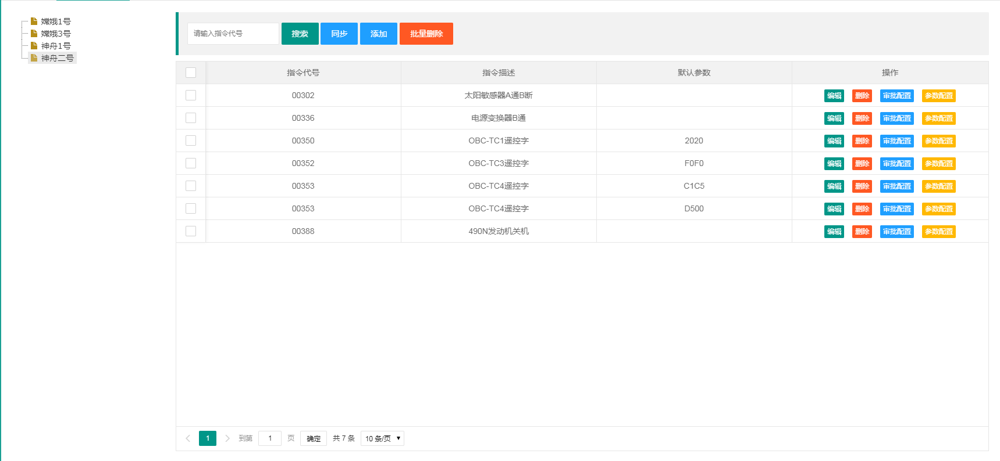 嫦娥1号
嫦娥3号
神舟1号
神舟二号
请输入指令代号 搜索 同步 添加 批量删除
指令代号 指令描述 默认参数 操作
00302 太阳敏感器A通B断 编辑 删除 审批配置 参数配置
00336 电源变换器B通 编辑 删除 审批配置 参数配置
00350 OBC-TC1遥控字 2020 编辑 删除 审批配置 参数配置
00352 OBC-TC3遥控字 F0F0 编辑 删除 审批配置 参数配置
00353 OBC-TC4遥控字 C1C5 编辑 删除 审批配置 参数配置
00353 OBC-TC4遥控字 D500 编辑 删除 审批配置 参数配置
00388 490N发动机关机 编辑 删除 审批配置 参数配置
1 到第 1 页 确定 共 7 条 10 条/页